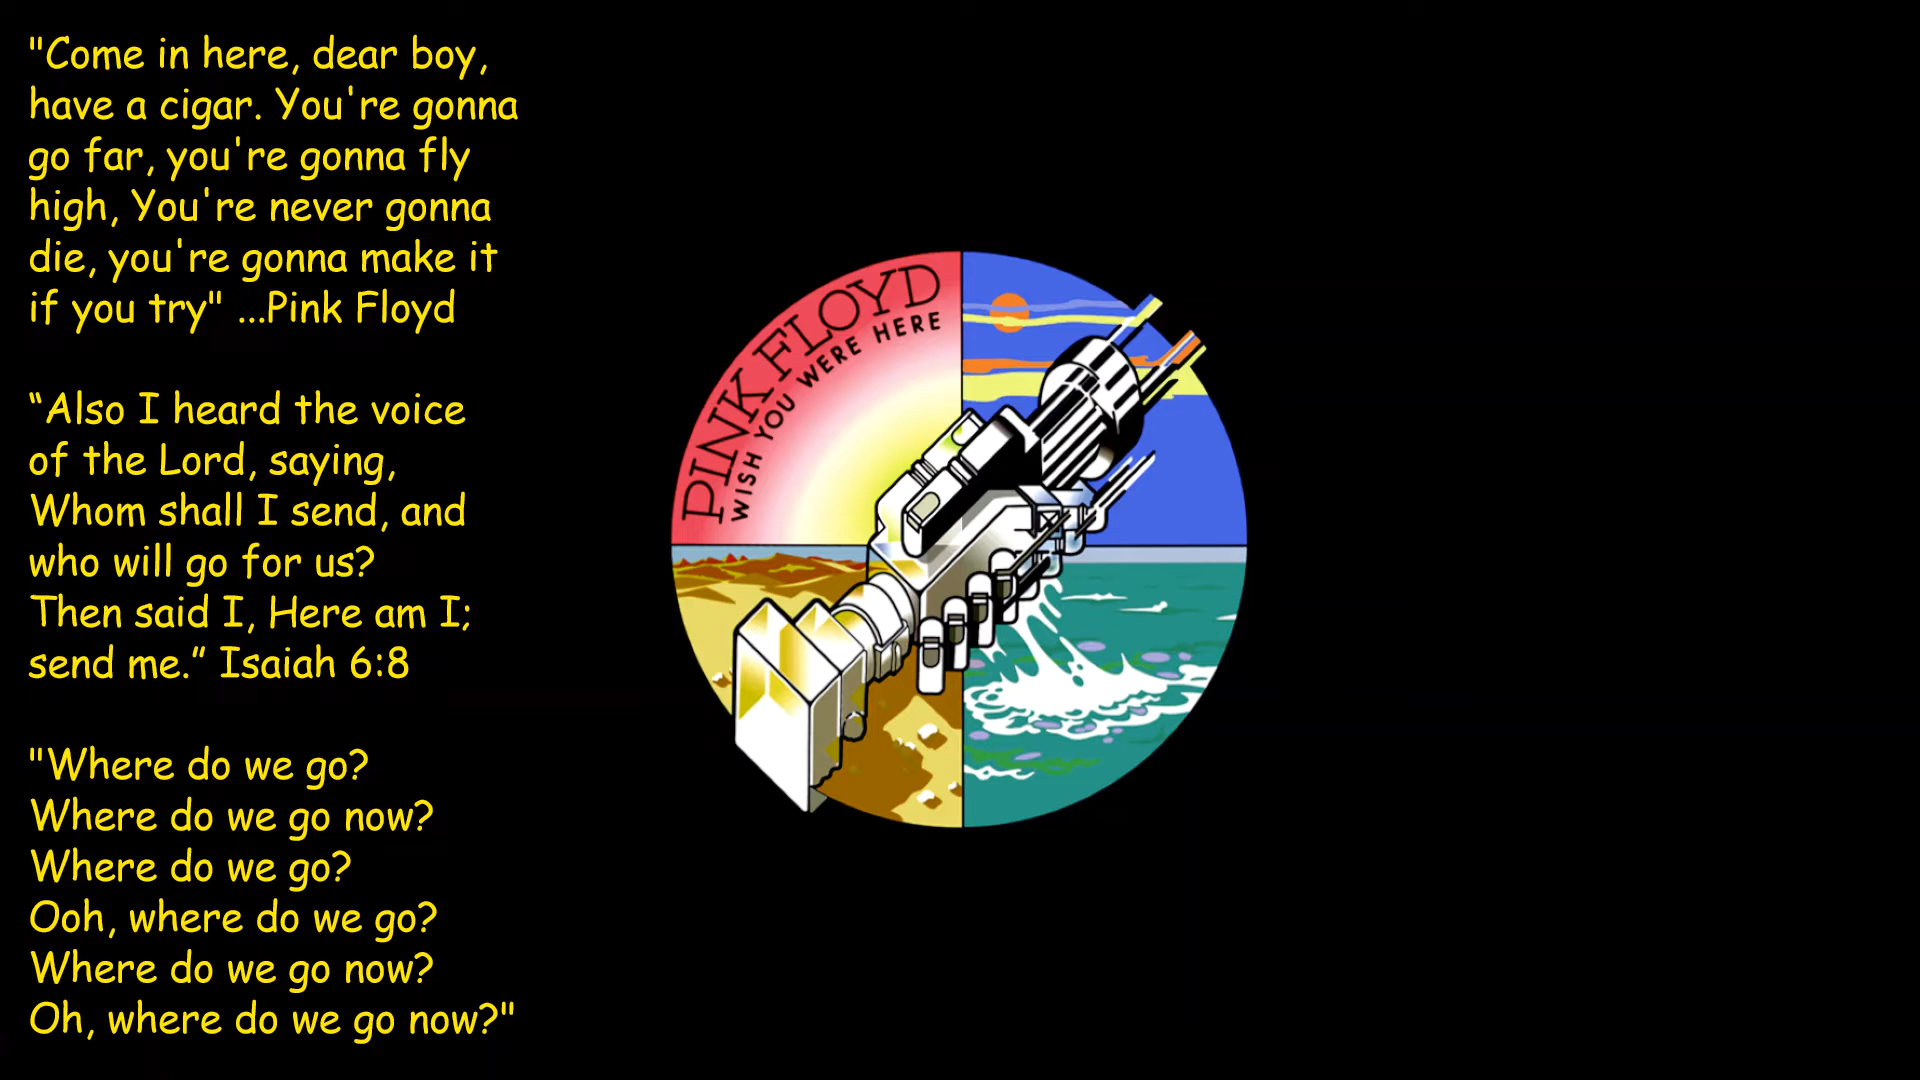 "Come in here, dear boy,
have a cigar. You're gonna
go far, you're gonna fly
high, You're never gonna
die, you're gonna make it
if you try" ...Pink Floyd
“Also I heard the voice
of the Lord, saying,
Whom shall I send, and
who will go for us?
Then said I, Here am I;
send me.” Isaiah 6:8
"Where do we go?
Where do we go now?
Where do we go?
Ooh, where do we go?
Where do we go now?
Oh, where do we go now?"
PINK FLOYD
WISH YOU WERE HERE